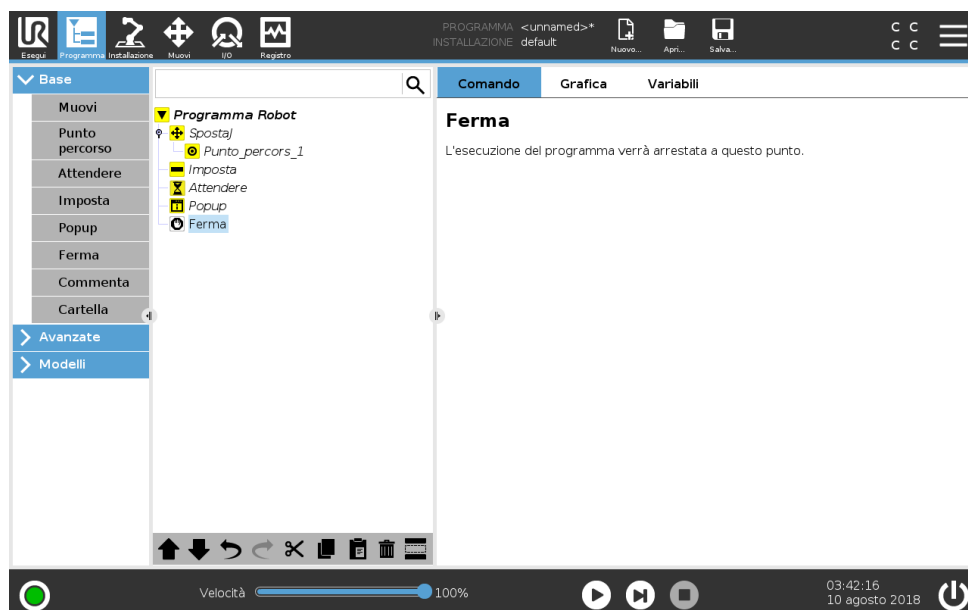 PROGRAMMA <unnamed>*
INSTALLAZIONE default
UR
Esegui
Programma
Installazione
Muovi
I/O
Registro
Nuovo...
Apri...
Salva...
C C
C C
Base
Muovi
Punto
percorso
Attendere
Imposta
Popup
Ferma
Commenta
Cartella
Avanzate
Modelli
Programma Robot
SpostaJ
Punto_percors_1
Imposta
Attendere
Popup
Ferma
Comando
Grafica
Variabili
Ferma
L'esecuzione del programma verrà arrestata a questo punto.
Velocità
100%
03:42:16
10 agosto 2018